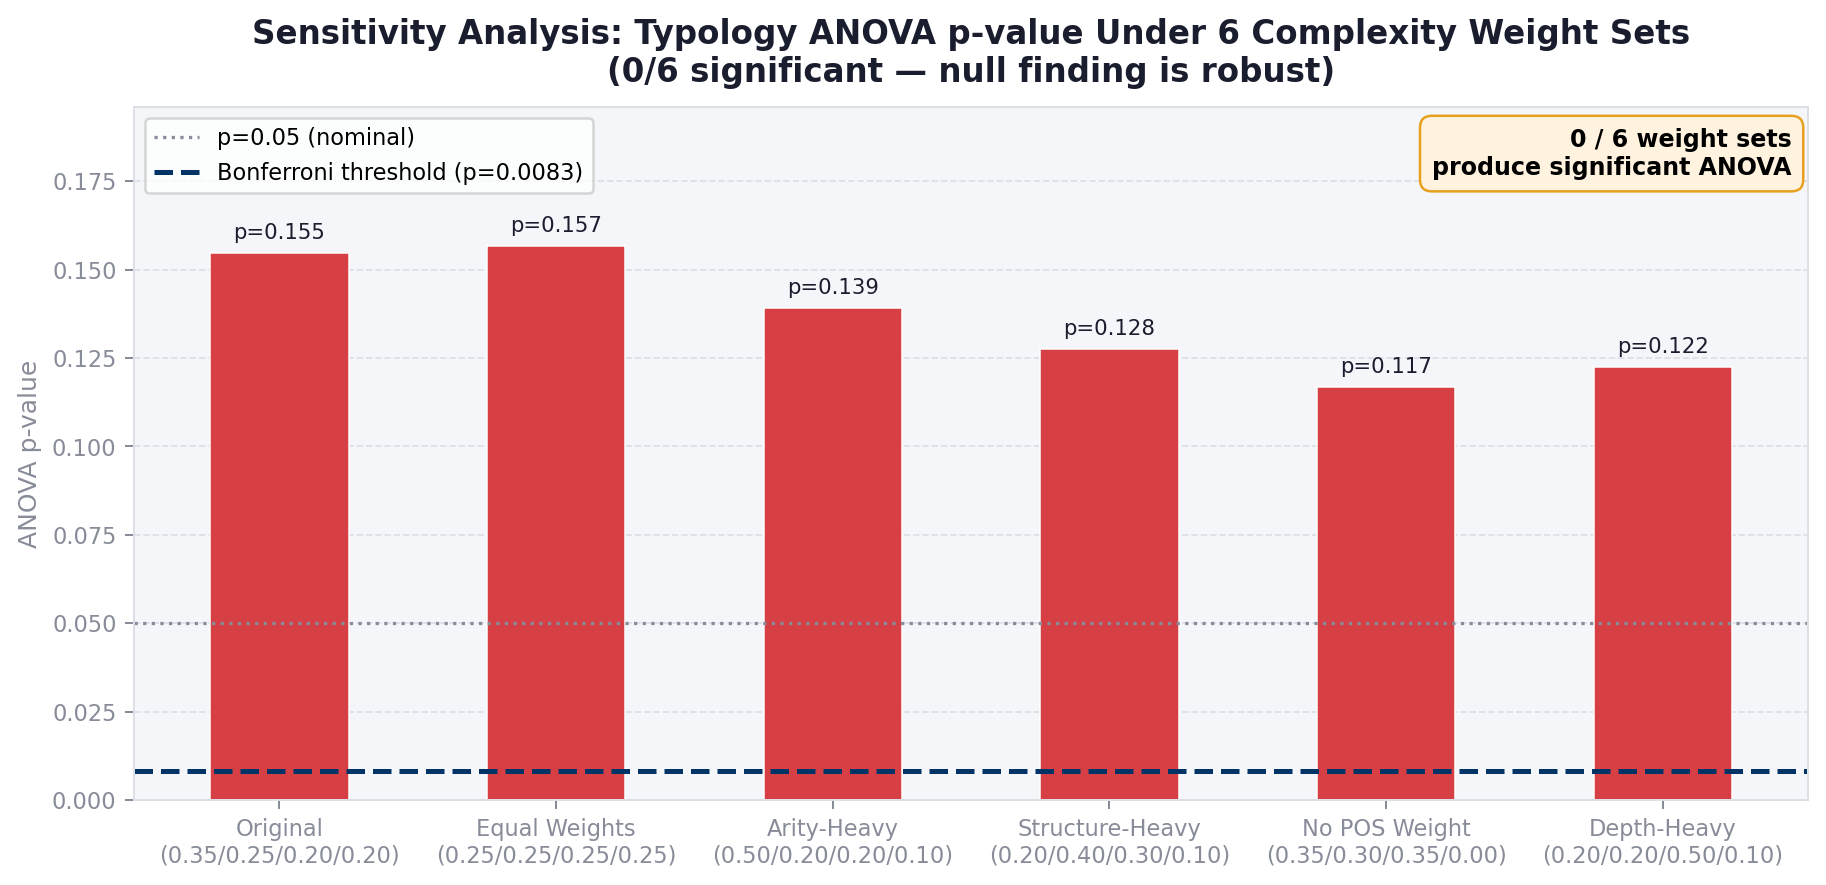 Sensitivity Analysis: Typology ANOVA p-value Under 6 Complexity Weight Sets
(0/6 significant — null finding is robust)
p=0.05 (nominal)
Bonferroni threshold (p=0.0083)
0 / 6 weight sets
produce significant ANOVA
ANOVA p-value
0.175
0.150
0.125
0.100
0.075
0.050
0.025
0.000
p=0.155
p=0.157
p=0.139
p=0.128
p=0.117
p=0.122
Original
(0.35/0.25/0.20/0.20)
Equal Weights
(0.25/0.25/0.25/0.25)
Arity-Heavy
(0.50/0.20/0.20/0.10)
Structure-Heavy
(0.20/0.40/0.30/0.10)
No POS Weight
(0.35/0.30/0.35/0.00)
Depth-Heavy
(0.20/0.20/0.50/0.10)